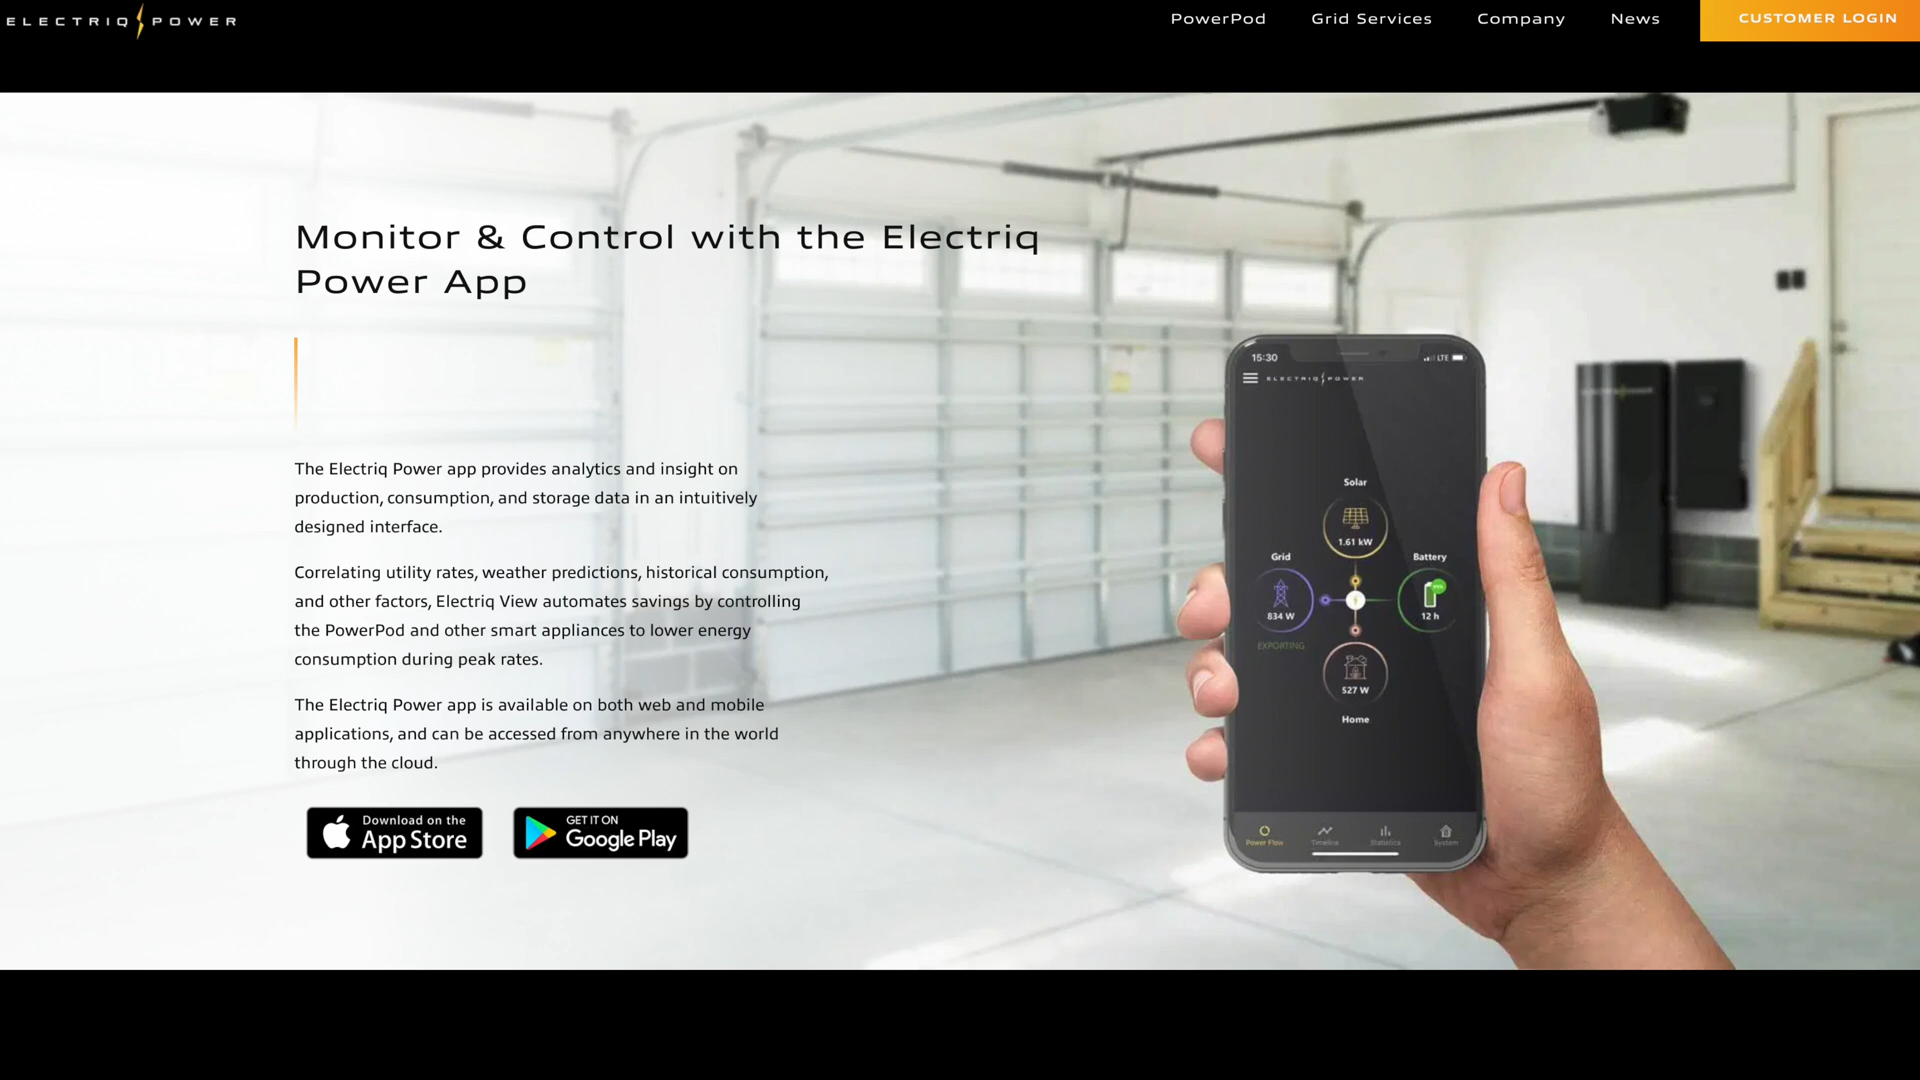 ELECTRIQ POWER
PowerPod
Grid Services
Company
News
CUSTOMER LOGIN
Monitor & Control with the Electriq
Power App
The Electriq Power app provides analytics and insight on
production, consumption, and storage data in an intuitively
designed interface.
Correlating utility rates, weather predictions, historical consumption,
and other factors, Electriq View automates savings by controlling
the PowerPod and other smart appliances to lower energy
consumption during peak rates.
The Electriq Power app is available on both web and mobile
applications, and can be accessed from anywhere in the world
through the cloud.
Download on the
App Store
GET IT ON
Google Play
15:30
LTE
ELECTRIQ POWER
Solar
1.61 kW
Grid
834 W
EXPORTING
Battery
12 h
527 W
Home
Power Flow
Timeline
Statistics
System